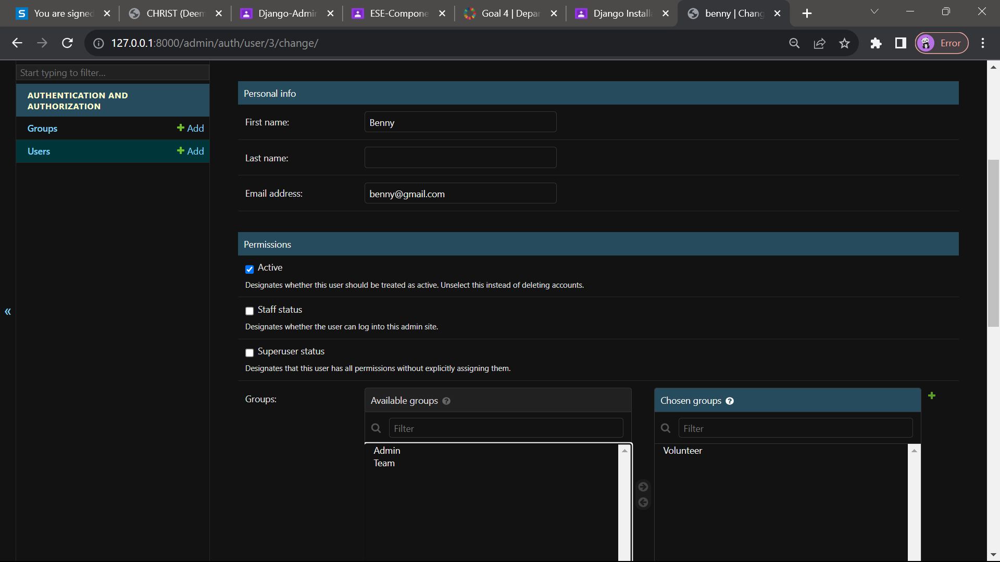 You are signed
CHRIST (Deem
Django-Admin
ESE-Compone
Goal 4 | Depar
Django Install
benny | Chang
127.0.0.1:8000/admin/auth/user/3/change/
Error
Start typing to filter...
AUTHENTICATION AND
AUTHORIZATION
Groups
Add
Users
Add
Personal info
First name:
Benny
Last name:
Email address:
benny@gmail.com
Permissions
Active
Designates whether this user should be treated as active. Unselect this instead of deleting accounts.
Staff status
Designates whether the user can log into this admin site.
Superuser status
Designates that this user has all permissions without explicitly assigning them.
Groups:
Available groups
Filter
Admin
Team
Chosen groups
Filter
Volunteer